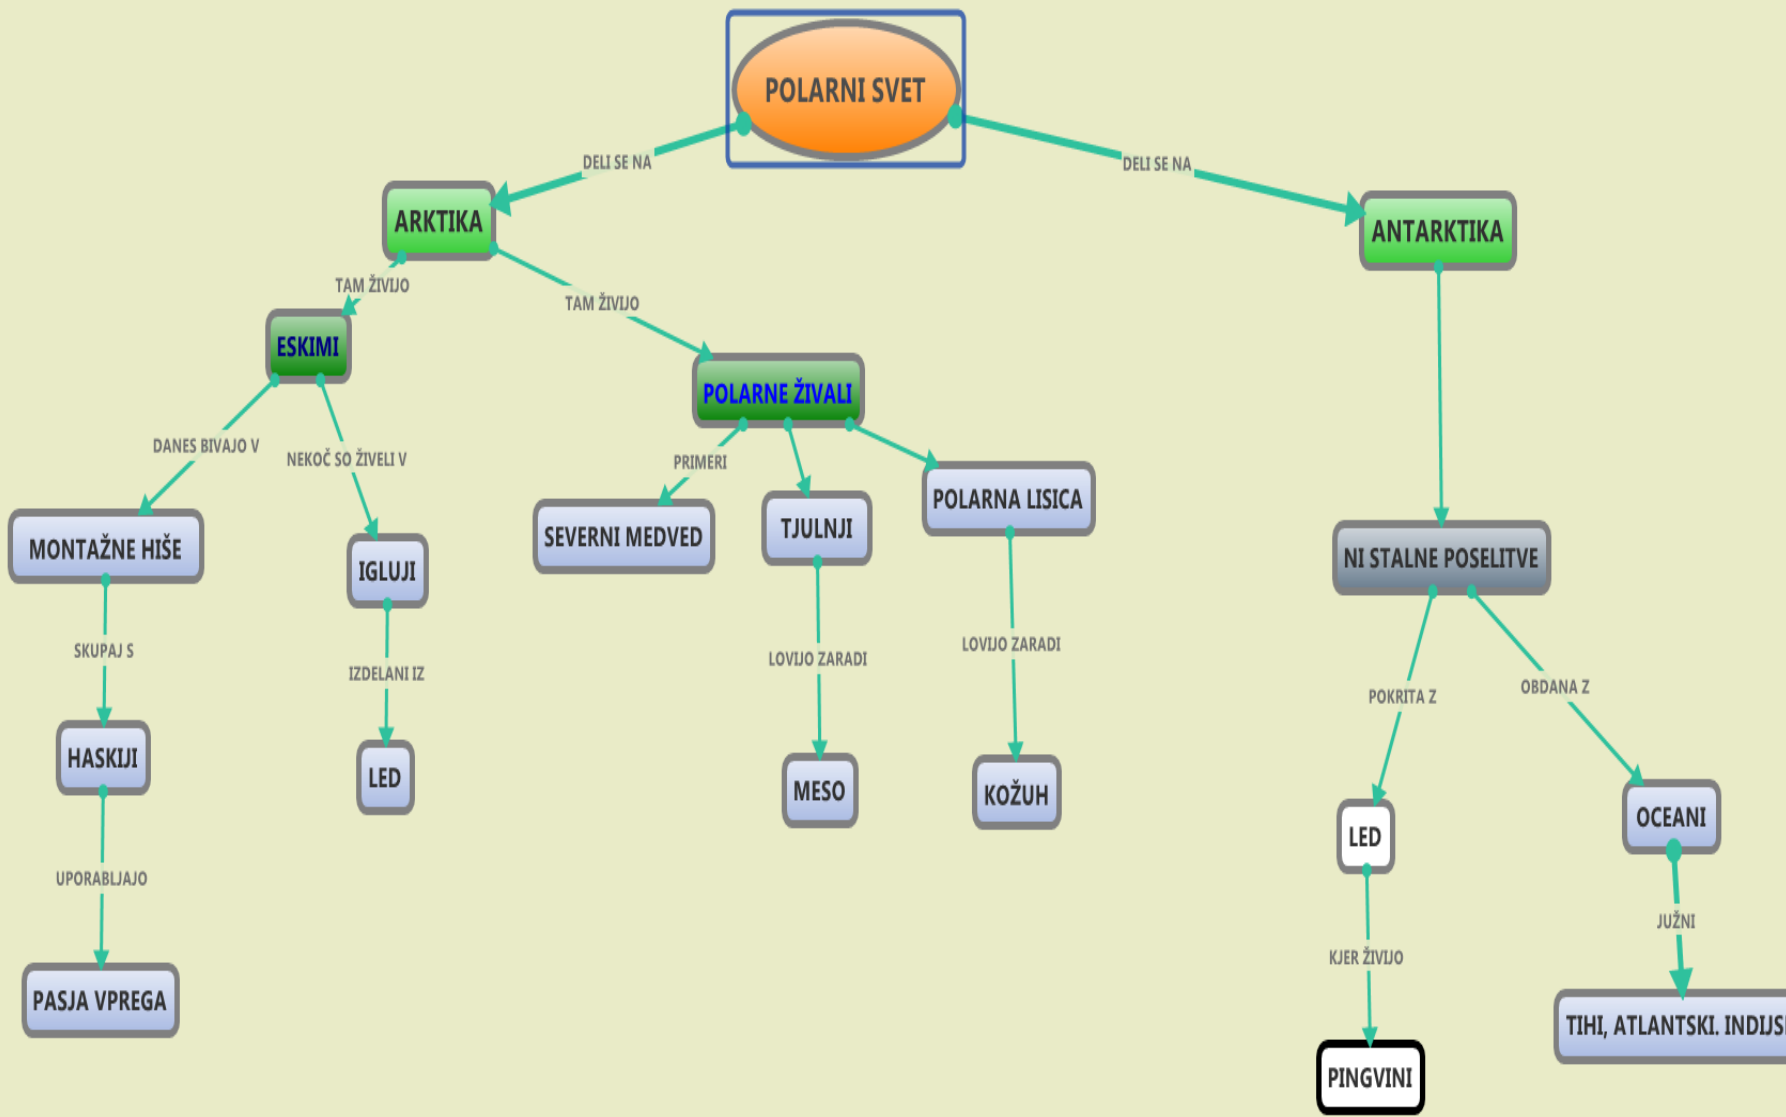 POLARNI SVET
DELI SE NA
DELI SE NA
ARKTIKA
ANTARKTIKA
TAM ŽIVIJO
TAM ŽIVIJO
ESKIMI
POLARNE ŽIVALI
DANES BIVAJO V
NEKOČ SO ŽIVELI V
PRIMERI
MONTAŽNE HIŠE
IGLUJI
SEVERNI MEDVED
TJULNJI
POLARNA LISICA
NI STALNE POSELITVE
SKUPAJ S
IZDELANI IZ
LOVIJO ZARADI
LOVIJO ZARADI
POKRITA Z
OBDANA Z
HASKIJI
LED
MESO
KOŽUH
LED
OCEANI
UPORABLJAJO
KJER ŽIVIJO
JUŽNI
PASJA VPREGA
PINGVINI
TIHI, ATLANTSKI.